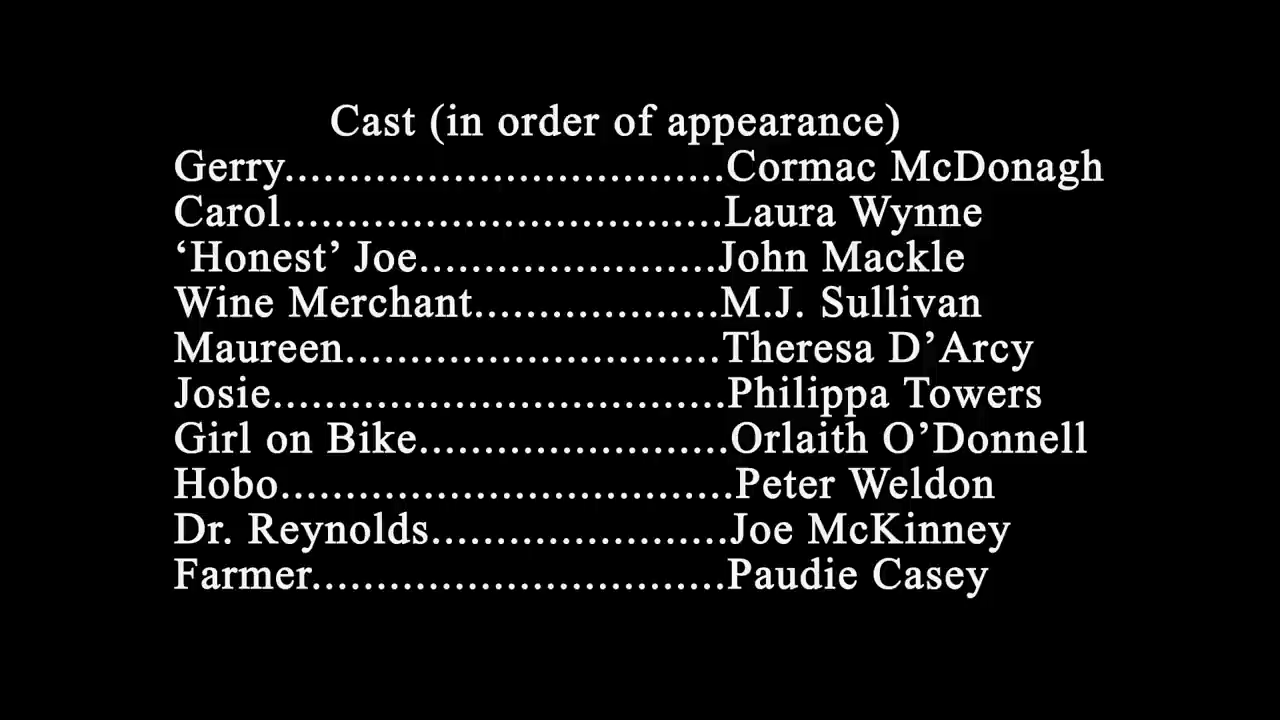 Cast (in order of appearance)
Gerry..................................Cormac McDonagh
Carol..................................Laura Wynne
‘Honest’ Joe.......................John Mackle
Wine Merchant...................M.J. Sullivan
Maureen.............................Theresa D’Arcy
Josie...................................Philippa Towers
Girl on Bike........................Orlaith O’Donnell
Hobo...................................Peter Weldon
Dr. Reynolds.......................Joe McKinney
Farmer................................Paudie Casey